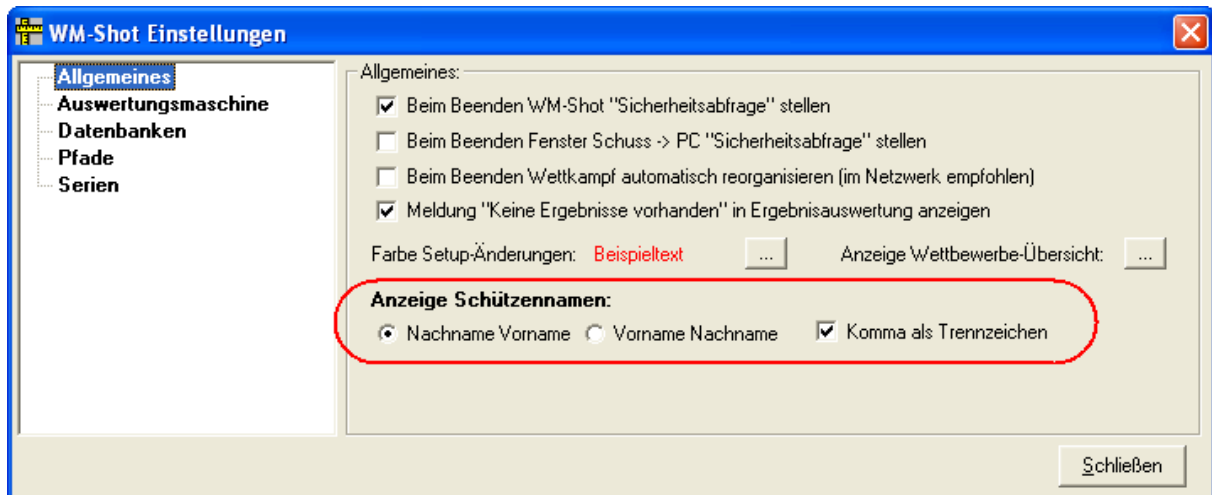 WM-Shot Einstellungen
Allgemeines
Auswertungsmaschine
Datenbanken
Pfade
Serien
Allgemeines:
Beim Beenden WM-Shot "Sicherheitsabfrage" stellen
Beim Beenden Fenster Schuss -> PC "Sicherheitsabfrage" stellen
Beim Beenden Wettkampf automatisch reorganisieren (im Netzwerk empfohlen)
Meldung "Keine Ergebnisse vorhanden" in Ergebnisauswertung anzeigen
Farbe Setup-Änderungen: Beispieltext ... Anzeige Wettbewerbe-Übersicht: ...
Anzeige Schützennamen:
Nachname Vorname Vorname Nachname Komma als Trennzeichen
Schließen